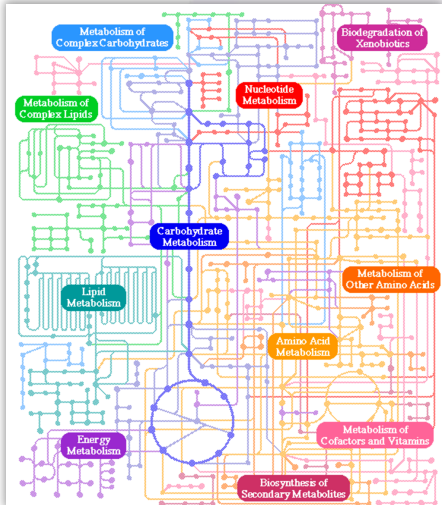 Metabolism of
Complex Carbohydrates
Biodegradation of
Xenobiotics
Nucleotide
Metabolism
Metabolism of
Complex Lipids
Carbohydrate
Metabolism
Metabolism of
Other Amino Acids
Lipid
Metabolism
Amino Acid
Metabolism
Metabolism of
Cofactors and Vitamins
Energy
Metabolism
Biosynthesis of
Secondary Metabolites